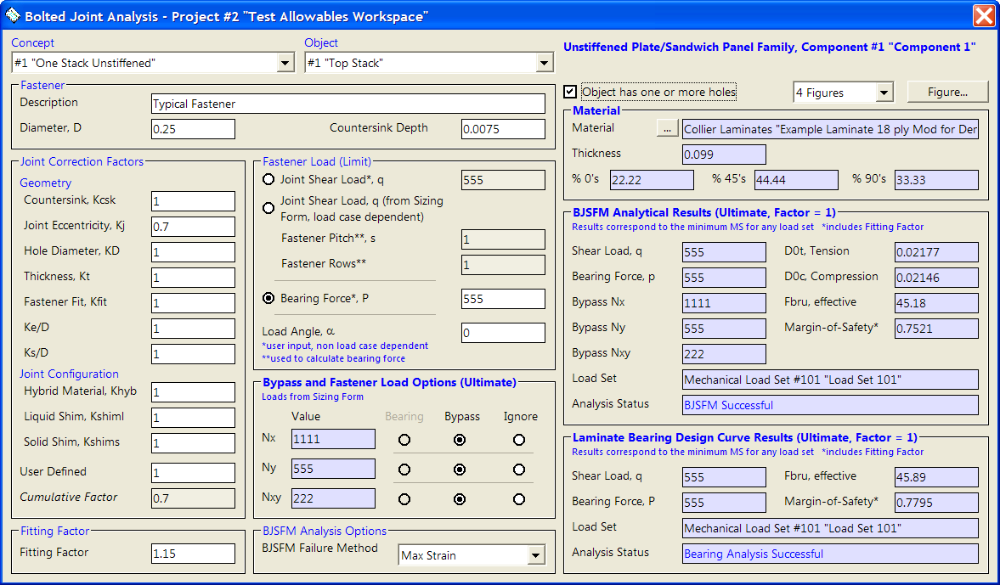 Bolted Joint Analysis - Project #2 "Test Allowables Workspace"
Concept
#1 "One Stack Unstiffened"
Object
#1 "Top Stack"
Unstiffened Plate/Sandwich Panel Family, Component #1 "Component 1"
Fastener
Description
Typical Fastener
Diameter, D
0.25
Countersink Depth
0.0075
Object has one or more holes
4 Figures
Figure...
Material
Material
...
Collier Laminates "Example Laminate 18 ply Mod for Der
Thickness
0.099
% 0's
22.22
% 45's
44.44
% 90's
33.33
Joint Correction Factors
Geometry
Countersink, Kcsk
1
Joint Eccentricity, Kj
0.7
Hole Diameter, KD
1
Thickness, Kt
1
Fastener Fit, Kfit
1
Ke/D
1
Ks/D
1
Joint Configuration
Hybrid Material, Khyb
1
Liquid Shim, Kshiml
1
Solid Shim, Kshims
1
User Defined
1
Cumulative Factor
0.7
Fitting Factor
Fitting Factor
1.15
Fastener Load (Limit)
Joint Shear Load*, q
555
Joint Shear Load, q (from Sizing
Form, load case dependent)
Fastener Pitch**, s
1
Fastener Rows**
1
Bearing Force*, P
555
Load Angle, α
0
*user input, non load case dependent
**used to calculate bearing force
Bypass and Fastener Load Options (Ultimate)
Loads from Sizing Form
Value
Bearing
Bypass
Ignore
Nx
1111
Ny
555
Nxy
222
BJSFM Analysis Options
BJSFM Failure Method
Max Strain
BJSFM Analytical Results (Ultimate, Factor = 1)
Results correspond to the minimum MS for any load set *includes Fitting Factor
Shear Load, q
555
D0t, Tension
0.02177
Bearing Force, p
555
D0c, Compression
0.02146
Bypass Nx
1111
Fbru, effective
45.18
Bypass Ny
555
Margin-of-Safety*
0.7521
Bypass Nxy
222
Load Set
Mechanical Load Set #101 "Load Set 101"
Analysis Status
BJSFM Successful
Laminate Bearing Design Curve Results (Ultimate, Factor = 1)
Results correspond to the minimum MS for any load set *includes Fitting Factor
Shear Load, q
555
Fbru, effective
45.89
Bearing Force, P
555
Margin-of-Safety*
0.7795
Load Set
Mechanical Load Set #101 "Load Set 101"
Analysis Status
Bearing Analysis Successful